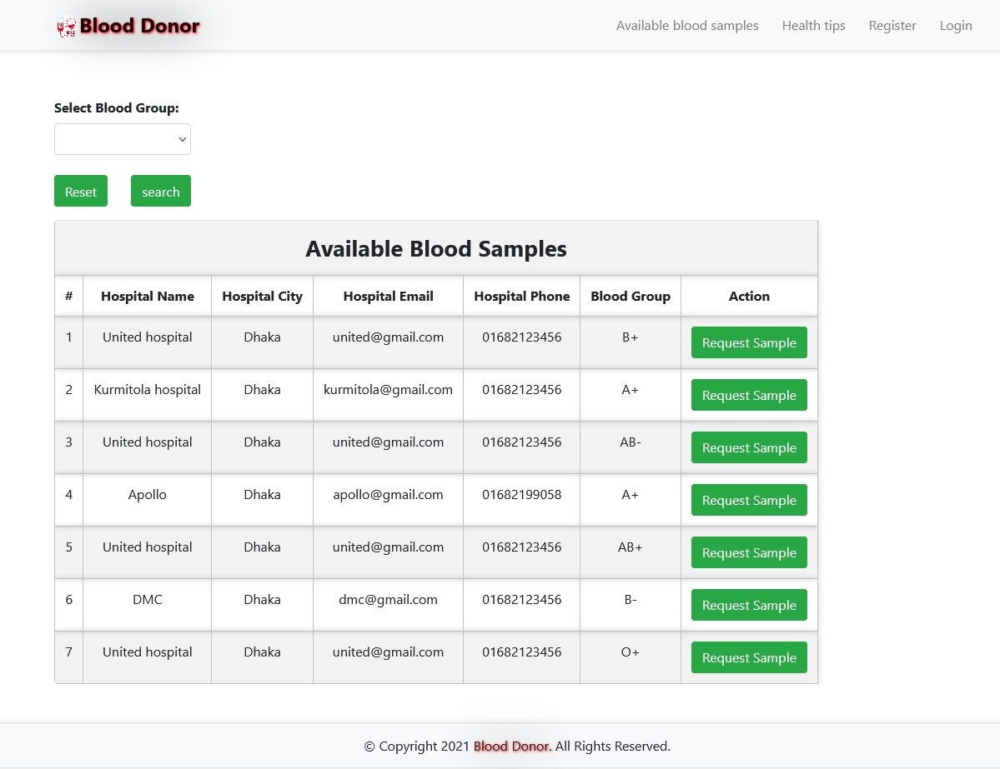 Blood Donor Available blood samples Health tips Register Login
Select Blood Group:
Reset search
Available Blood Samples
# Hospital Name Hospital City Hospital Email Hospital Phone Blood Group Action
1 United hospital Dhaka united@gmail.com 01682123456 B+ Request Sample
2 Kurmitola hospital Dhaka kurmitola@gmail.com 01682123456 A+ Request Sample
3 United hospital Dhaka united@gmail.com 01682123456 AB- Request Sample
4 Apollo Dhaka apollo@gmail.com 01682199058 A+ Request Sample
5 United hospital Dhaka united@gmail.com 01682123456 AB+ Request Sample
6 DMC Dhaka dmc@gmail.com 01682123456 B- Request Sample
7 United hospital Dhaka united@gmail.com 01682123456 O+ Request Sample
© Copyright 2021 Blood Donor. All Rights Reserved.